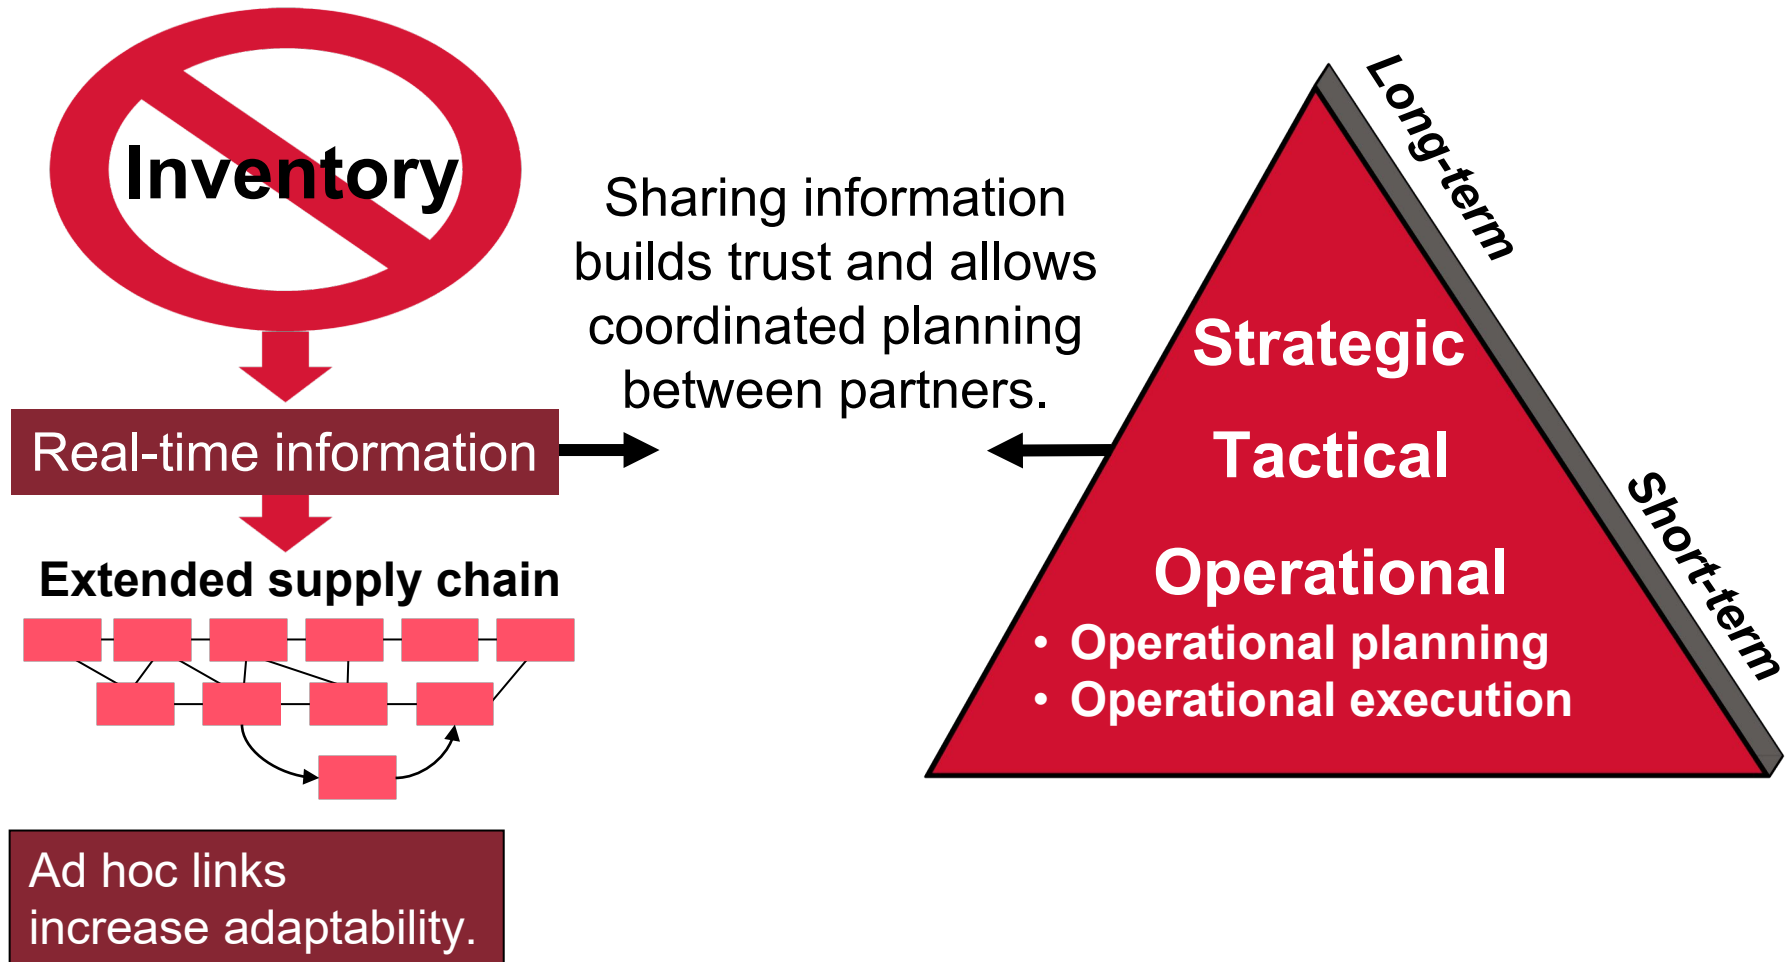 Inventory
Real-time information
Extended supply chain
Ad hoc links
increase adaptability.
Sharing information
builds trust and allows
coordinated planning
between partners.
Long-term
Short-term
Strategic
Tactical
Operational
• Operational planning
• Operational execution